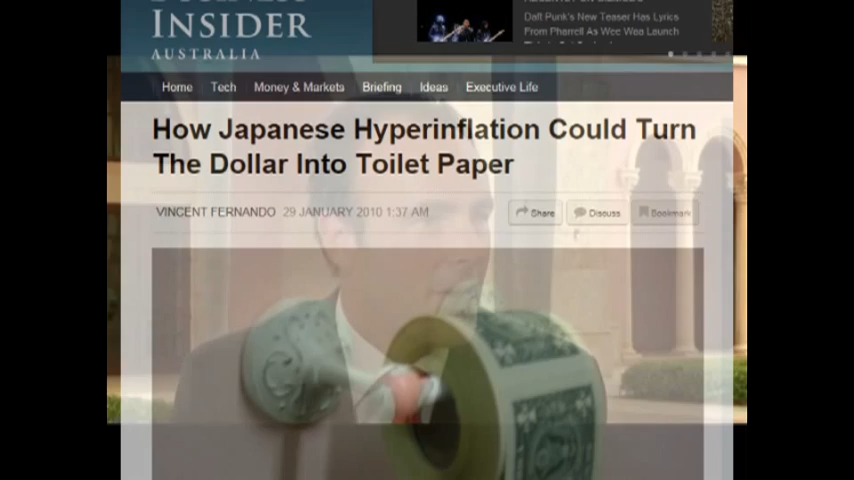 INSIDER
AUSTRALIA
Daft Punk's New Teaser Has Lyrics
From Pharrell As Wee Waa Launch
Home Tech Money & Markets Briefing Ideas Executive Life
How Japanese Hyperinflation Could Turn
The Dollar Into Toilet Paper
VINCENT FERNANDO 29 JANUARY 2010 1:37 AM
Share Discuss Bookmark